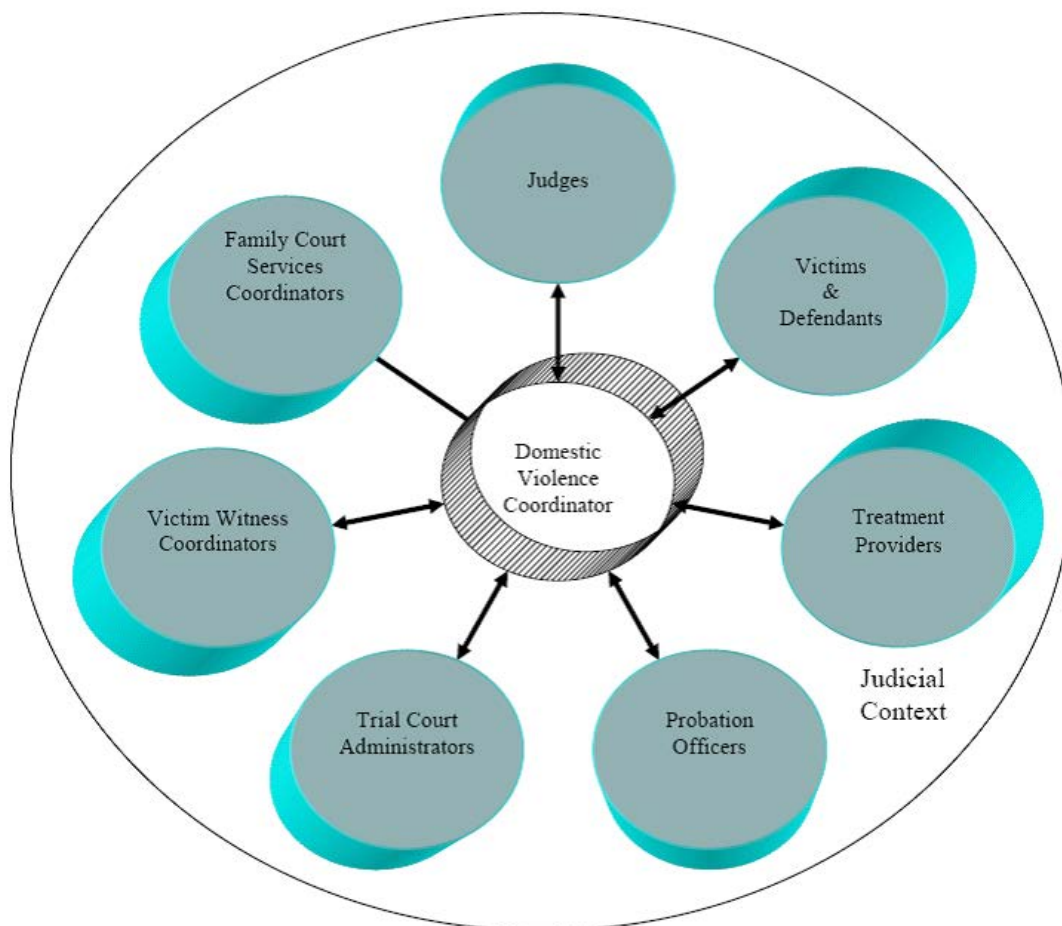 Judges
Family Court
Services
Coordinators
Victims
&
Defendants
Domestic
Violence
Coordinator
Victim Witness
Coordinators
Treatment
Providers
Judicial
Context
Trial Court
Administrators
Probation
Officers